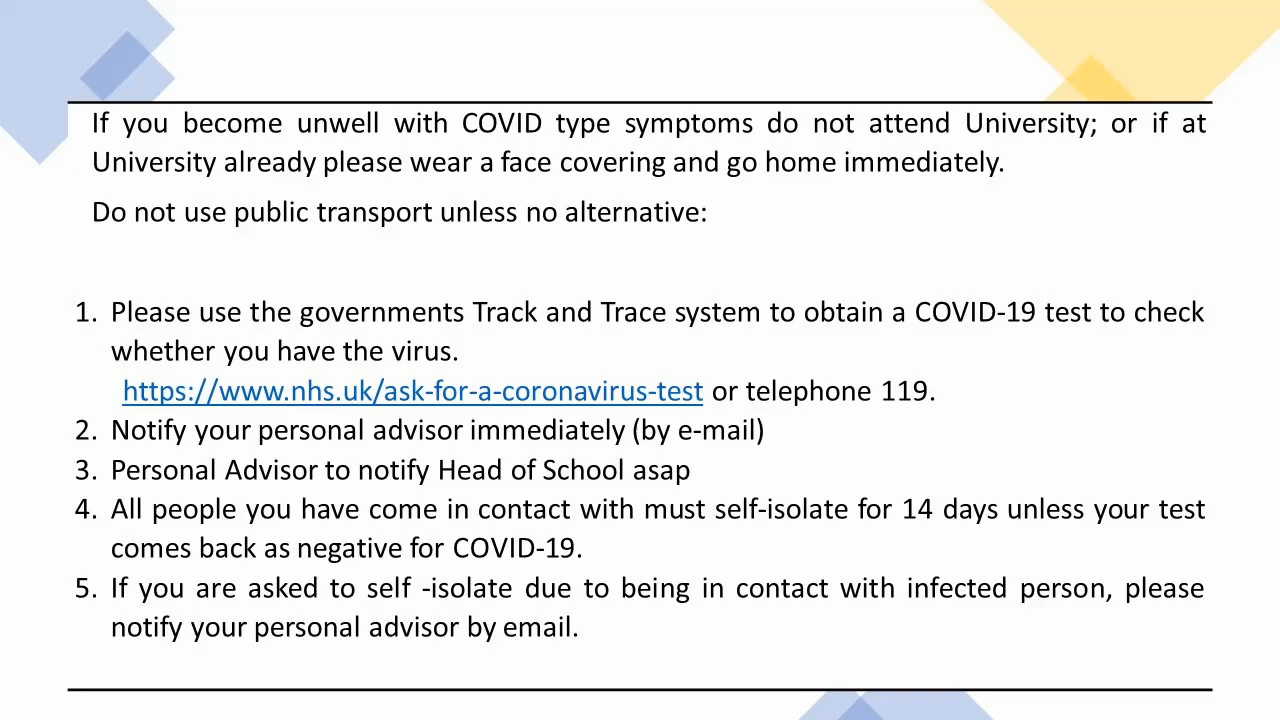 If you become unwell with COVID type symptoms do not attend University; or if at
University already please wear a face covering and go home immediately.
Do not use public transport unless no alternative:
1. Please use the governments Track and Trace system to obtain a COVID-19 test to check
whether you have the virus.
https://www.nhs.uk/ask-for-a-coronavirus-test or telephone 119.
2. Notify your personal advisor immediately (by e-mail)
3. Personal Advisor to notify Head of School asap
4. All people you have come in contact with must self-isolate for 14 days unless your test
comes back as negative for COVID-19.
5. If you are asked to self -isolate due to being in contact with infected person, please
notify your personal advisor by email.